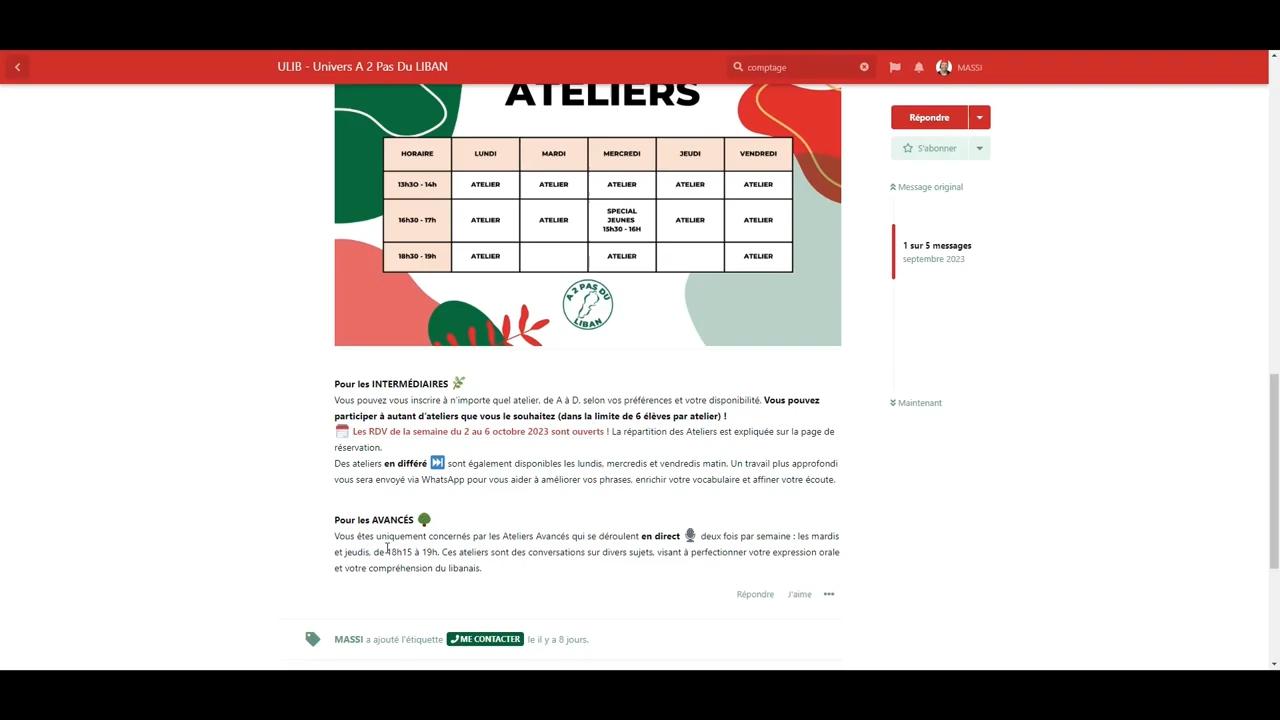 ULIB - Univers A 2 Pas Du LIBAN
comptage
MASSI
ATELIERS
HORAIRE LUNDI MARDI MERCREDI JEUDI VENDREDI
13h30 - 14h ATELIER ATELIER ATELIER ATELIER ATELIER
16h30 - 17h ATELIER ATELIER SPECIAL JEUNES 15h30 - 16H ATELIER ATELIER
18h30 - 19h ATELIER ATELIER ATELIER
A 2 PAS DU LIBAN
Pour les INTERMÉDIAIRES
Vous pouvez vous inscrire à n'importe quel atelier, de A à D, selon vos préférences et votre disponibilité. Vous pouvez
participer à autant d'ateliers que vous le souhaitez (dans la limite de 6 élèves par atelier) !
Les RDV de la semaine du 2 au 6 octobre 2023 sont ouverts ! La répartition des Ateliers est expliquée sur la page de
réservation.
Des ateliers en différé sont également disponibles les lundis, mercredis et vendredis matin. Un travail plus approfondi
vous sera envoyé via WhatsApp pour vous aider à améliorer vos phrases, enrichir votre vocabulaire et affiner votre écoute.
Pour les AVANCÉS
Vous êtes uniquement concernés par les Ateliers Avancés qui se déroulent en direct deux fois par semaine : les mardis
et jeudis, de 18h15 à 19h. Ces ateliers sont des conversations sur divers sujets, visant à perfectionner votre expression orale
et votre compréhension du libanais.
Répondre J'aime
MASSI a ajouté l'étiquette ME CONTACTER le il y a 8 jours.
Répondre
S'abonner
Message original
1 sur 5 messages
septembre 2023
Maintenant